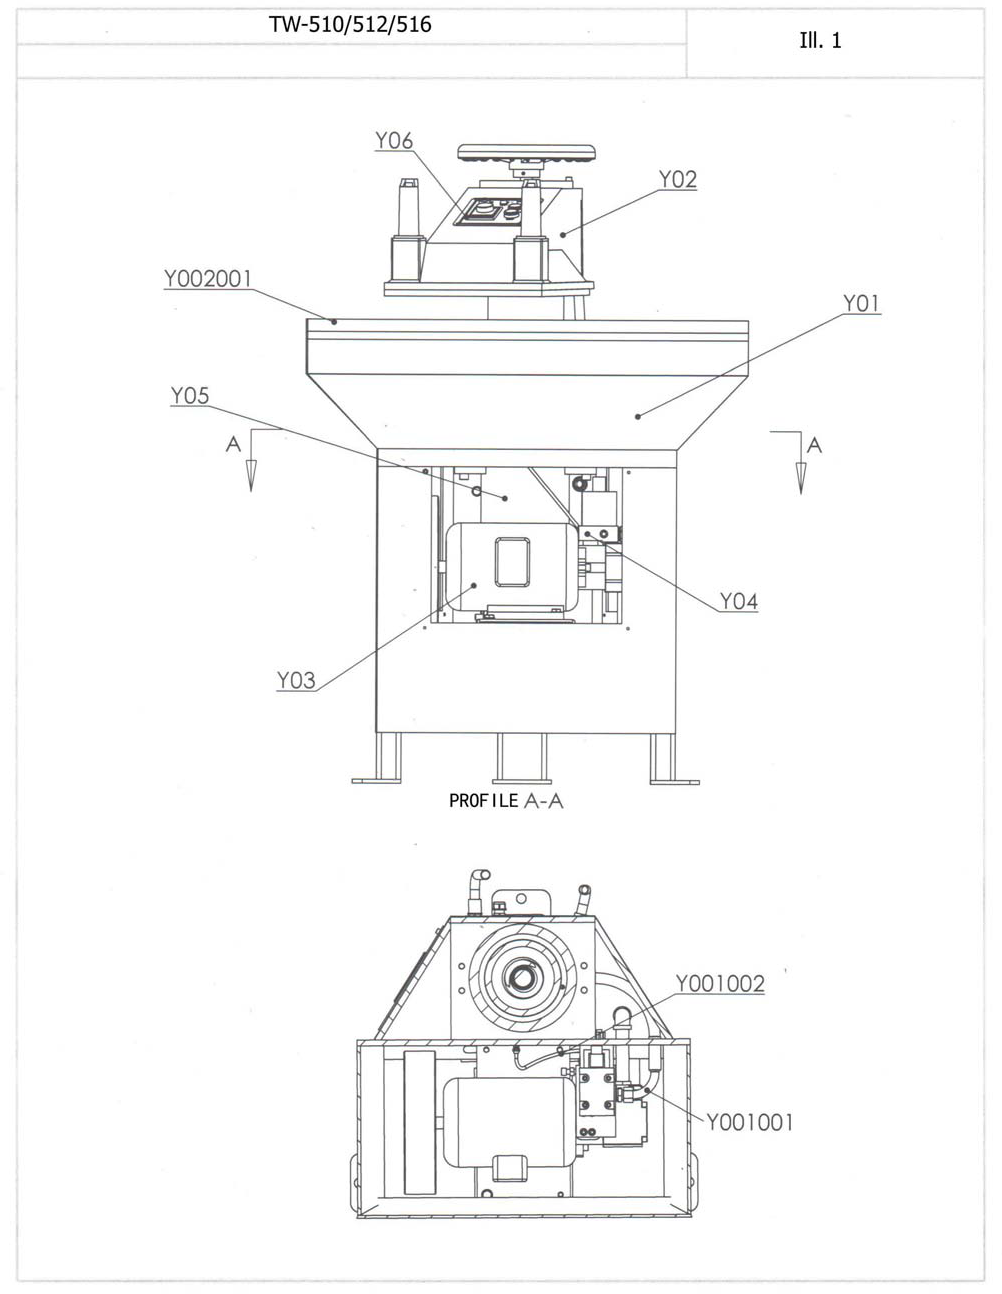 TW-510/512/516
Ill. 1
Y06
Y02
Y002001
Y01
Y05
A
A
Y04
Y03
PROFILE A-A
Y001002
Y001001